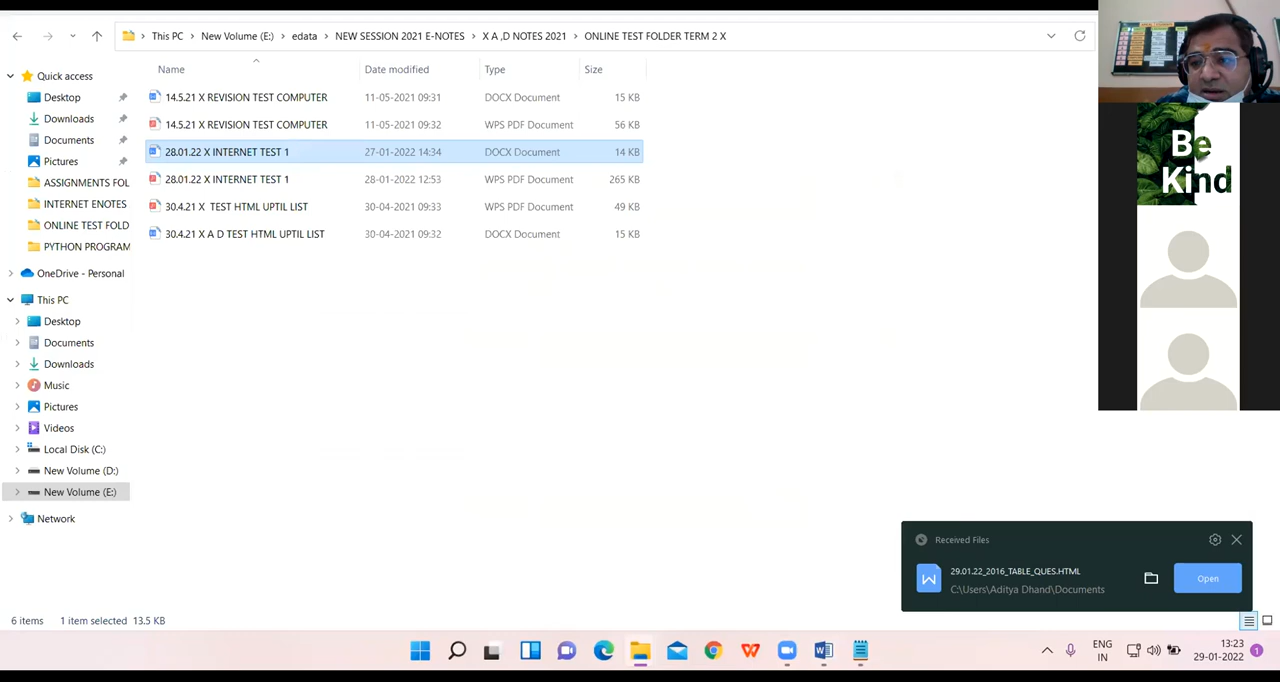 This PC > New Volume (E:) > edata > NEW SESSION 2021 E-NOTES > X A ,D NOTES 2021 > ONLINE TEST FOLDER TERM 2 X
Name Date modified Type Size
14.5.21 X REVISION TEST COMPUTER 11-05-2021 09:31 DOCX Document 15 KB
14.5.21 X REVISION TEST COMPUTER 11-05-2021 09:32 WPS PDF Document 56 KB
28.01.22 X INTERNET TEST 1 27-01-2022 14:34 DOCX Document 14 KB
28.01.22 X INTERNET TEST 1 28-01-2022 12:53 WPS PDF Document 265 KB
30.4.21 X TEST HTML UPTIL LIST 30-04-2021 09:33 WPS PDF Document 49 KB
30.4.21 X A D TEST HTML UPTIL LIST 30-04-2021 09:32 DOCX Document 15 KB
Quick access
Desktop
Downloads
Documents
Pictures
ASSIGNMENTS FOL
INTERNET ENOTES
ONLINE TEST FOLD
PYTHON PROGRAM
OneDrive - Personal
This PC
Desktop
Documents
Downloads
Music
Pictures
Videos
Local Disk (C:)
New Volume (D:)
New Volume (E:)
Network
Be
Kind
Received Files
29.01.22_2016_TABLE_QUES.HTML
C:\Users\Aditya Dhand\Documents
Open
6 items 1 item selected 13.5 KB
ENG
IN
13:23
29-01-2022
1